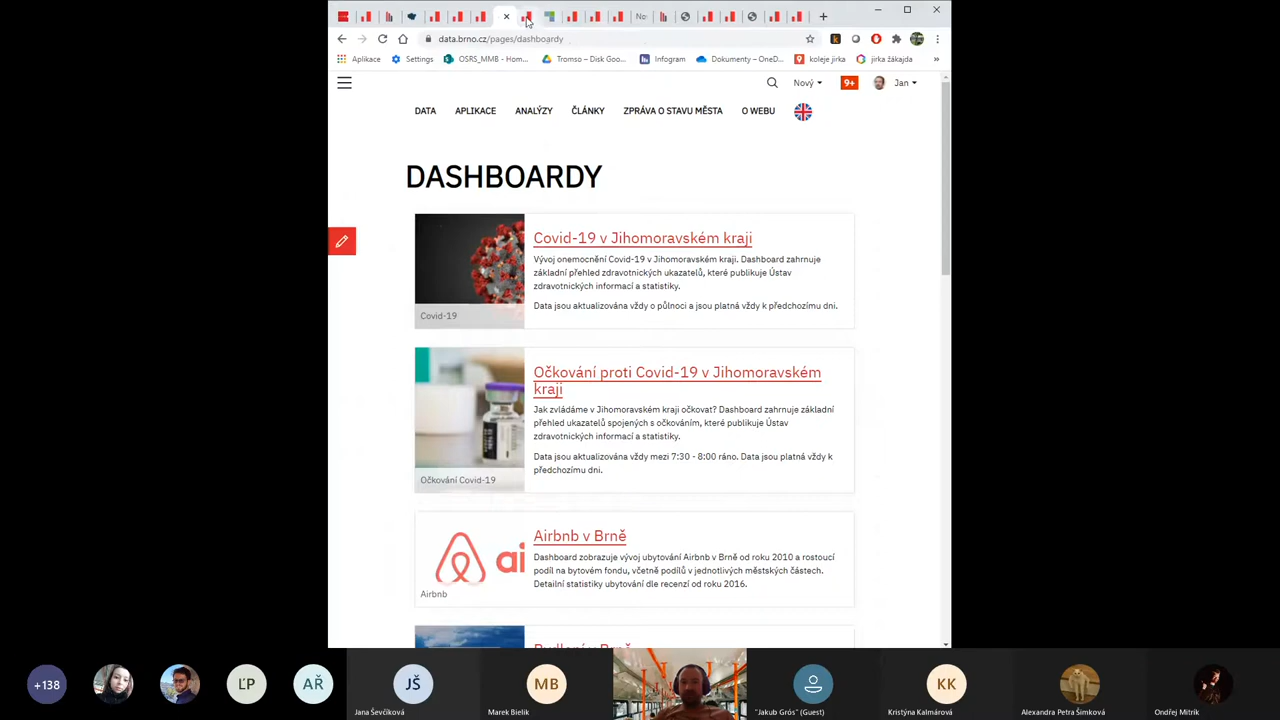 No
data.brno.cz/pages/dashboardy
Aplikace
Settings
OSRS_MMB - Hom...
Tromso – Disk Goo...
Infogram
Dokumenty – OneD...
koleje jirka
jirka žákajda
»
Nový
9+
Jan
DATA
APLIKACE
ANALÝZY
ČLÁNKY
ZPRÁVA O STAVU MĚSTA
O WEBU
DASHBOARDY
Covid-19 v Jihomoravském kraji
Vývoj onemocnění Covid-19 v Jihomoravském kraji. Dashboard zahrnuje
základní přehled zdravotnických ukazatelů, které publikuje Ústav
zdravotnických informací a statistiky.
Data jsou aktualizována vždy o půlnoci a jsou platná vždy k předchozímu dni.
Covid-19
Očkování proti Covid-19 v Jihomoravském
kraji
Jak zvládáme v Jihomoravském kraji očkovat? Dashboard zahrnuje základní
přehled ukazatelů spojených s očkováním, které publikuje Ústav
zdravotnických informací a statistiky.
Data jsou aktualizována vždy mezi 7:30 - 8:00 ráno. Data jsou platná vždy k
předchozímu dni.
Očkování Covid-19
Airbnb v Brně
Dashboard zobrazuje vývoj ubytování Airbnb v Brně od roku 2010 a rostoucí
podíl na bytovém fondu, včetně podílů v jednotlivých městských částech.
Detailní statistiky ubytování dle recenzí od roku 2016.
ai
Airbnb
Bydlení v Brně
+138
ĽP
AŘ
JŠ
Jana Ševčíková
MB
Marek Bielik
"Jakub Grós" (Guest)
KK
Kristýna Kalmárová
Alexandra Petra Šimková
Ondřej Mitrík